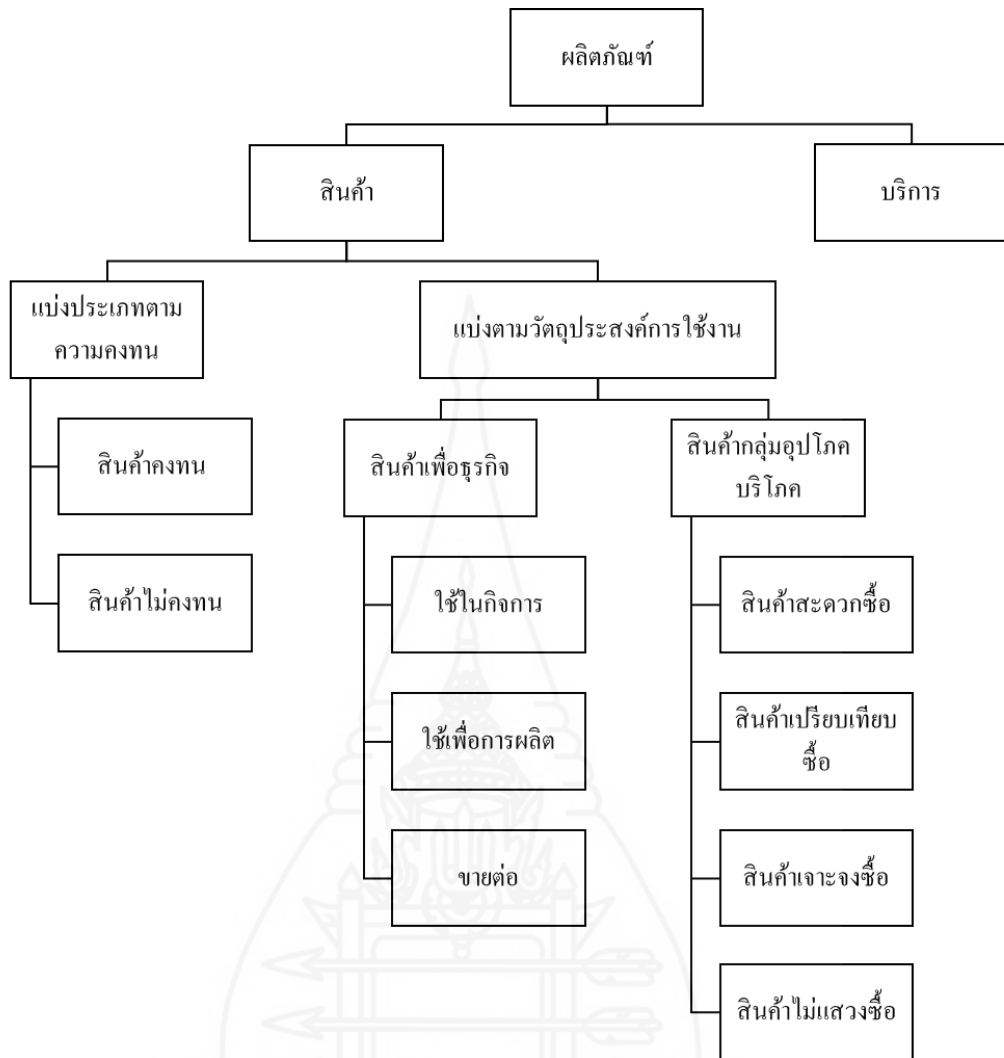 ผลิตภัณฑ์
สินค้า
บริการ
แบ่งประเภทตาม
ความคงทน
แบ่งตามวัตถุประสงค์การใช้งาน
สินค้าคงทน
สินค้าไม่คงทน
สินค้าเพื่อธุรกิจ
ใช้ในกิจการ
ใช้เพื่อการผลิต
ขายต่อ
สินค้ากลุ่มอุปโภค
บริโภค
สินค้าสะดวกซื้อ
สินค้าเปรียบเทียบ
ซื้อ
สินค้าเจาะจงซื้อ
สินค้าไม่แสวงซื้อ